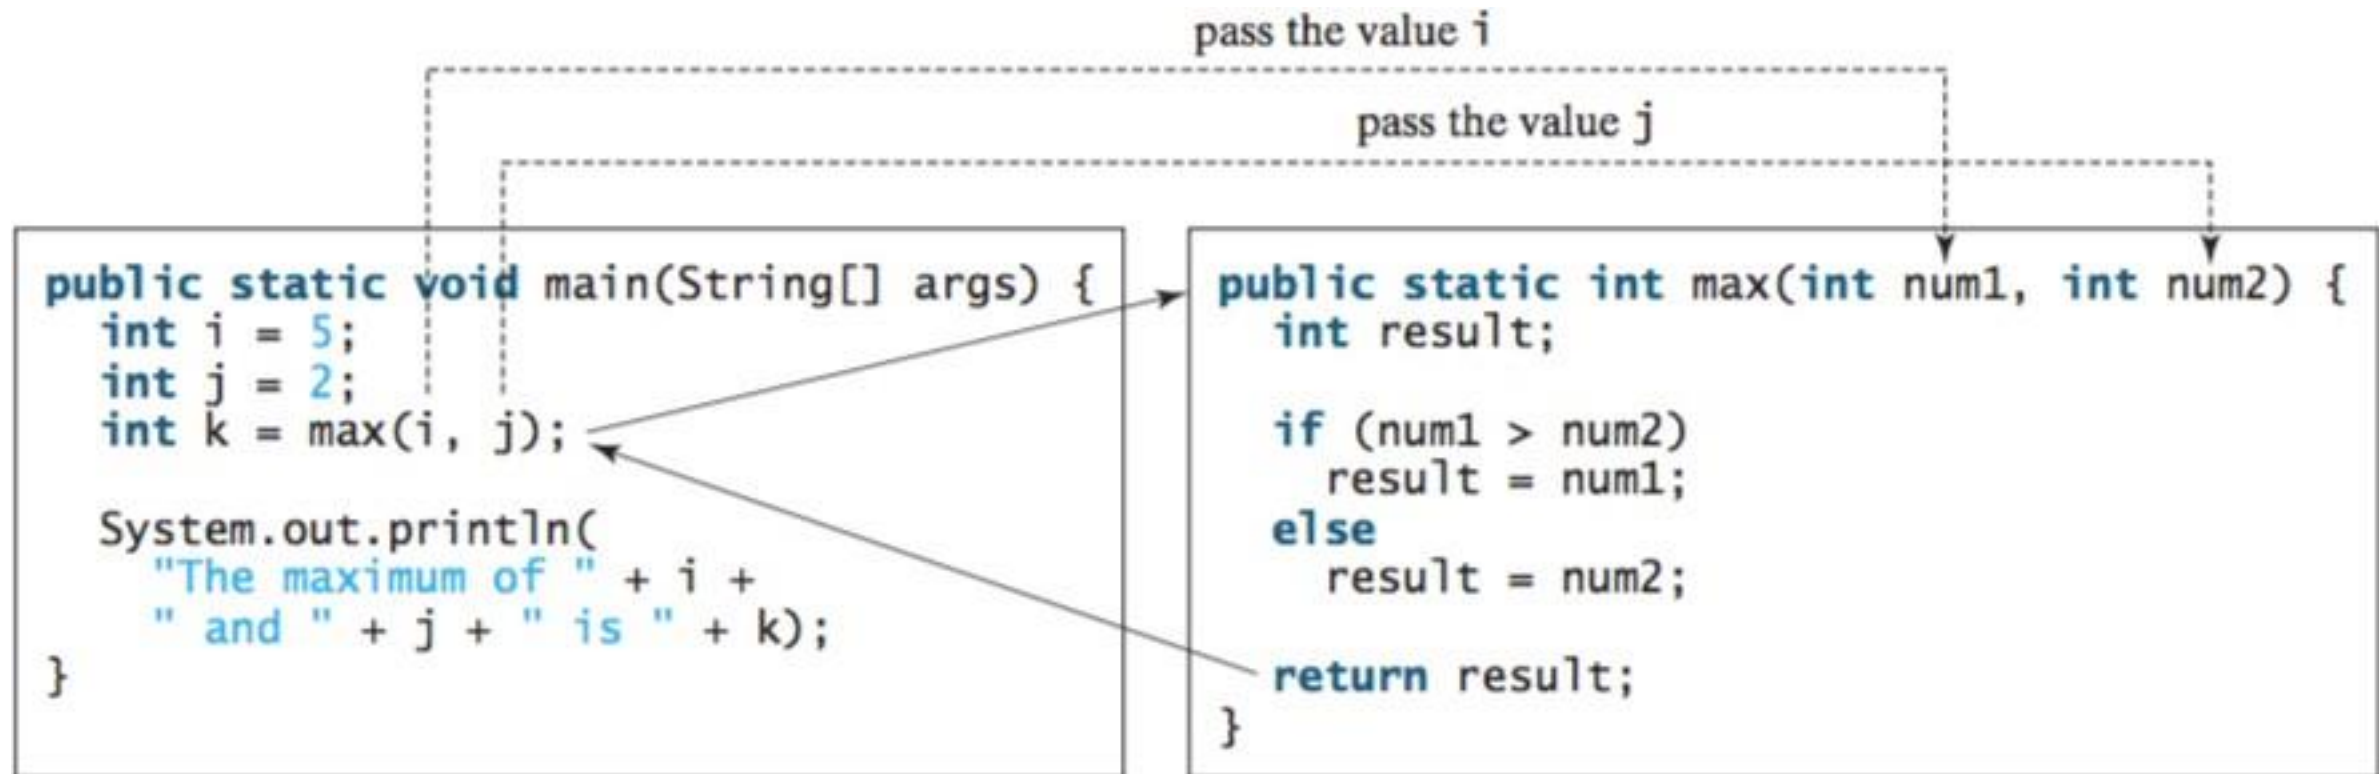 pass the value i
pass the value j
public static void main(String[] args) {
int i = 5;
int j = 2;
int k = max(i, j);
System.out.println(
"The maximum of " + i +
" and " + j + " is " + k);
}
public static int max(int num1, int num2) {
int result;
if (num1 > num2)
result = num1;
else
result = num2;
return result;
}